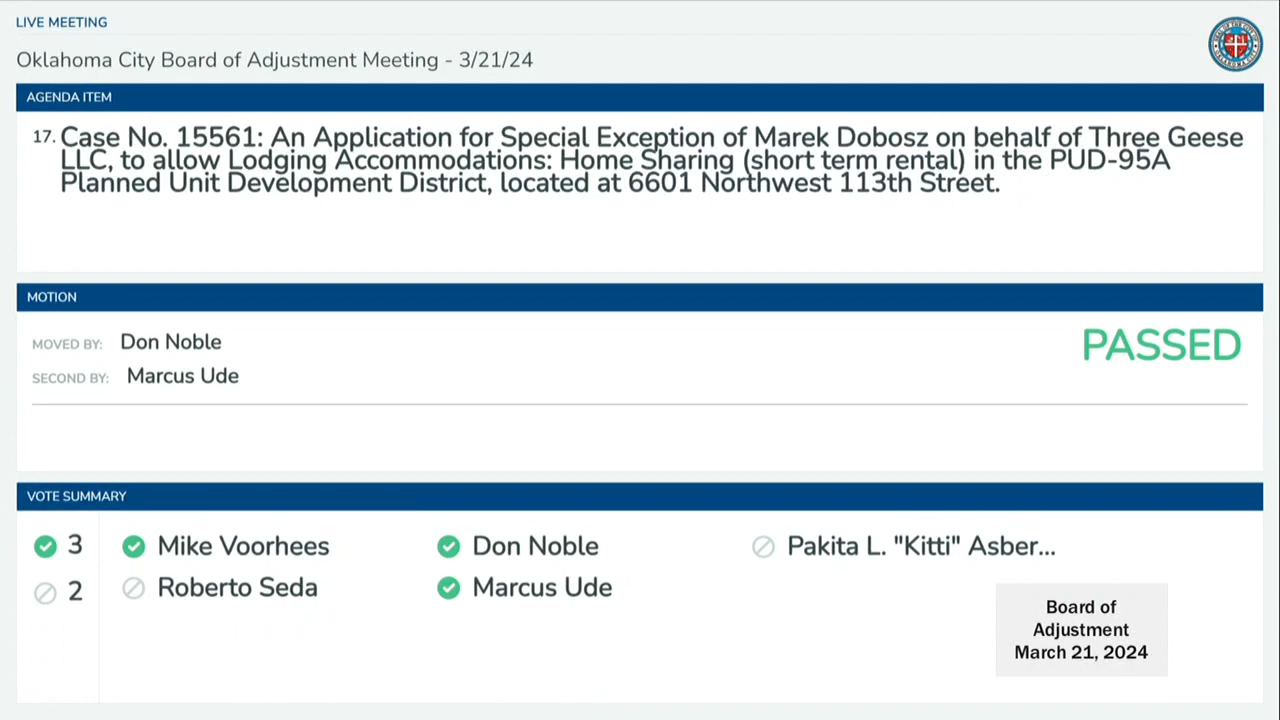 LIVE MEETING
Oklahoma City Board of Adjustment Meeting - 3/21/24
AGENDA ITEM
17. Case No. 15561: An Application for Special Exception of Marek Dobosz on behalf of Three Geese
LLC, to allow Lodging Accommodations: Home Sharing (short term rental) in the PUD-95A
Planned Unit Development District, located at 6601 Northwest 113th Street.
MOTION
MOVED BY: Don Noble
PASSED
SECOND BY: Marcus Ude
VOTE SUMMARY
3 Mike Voorhees Don Noble Pakita L. "Kitti" Asber...
2 Roberto Seda Marcus Ude
Board of
Adjustment
March 21, 2024